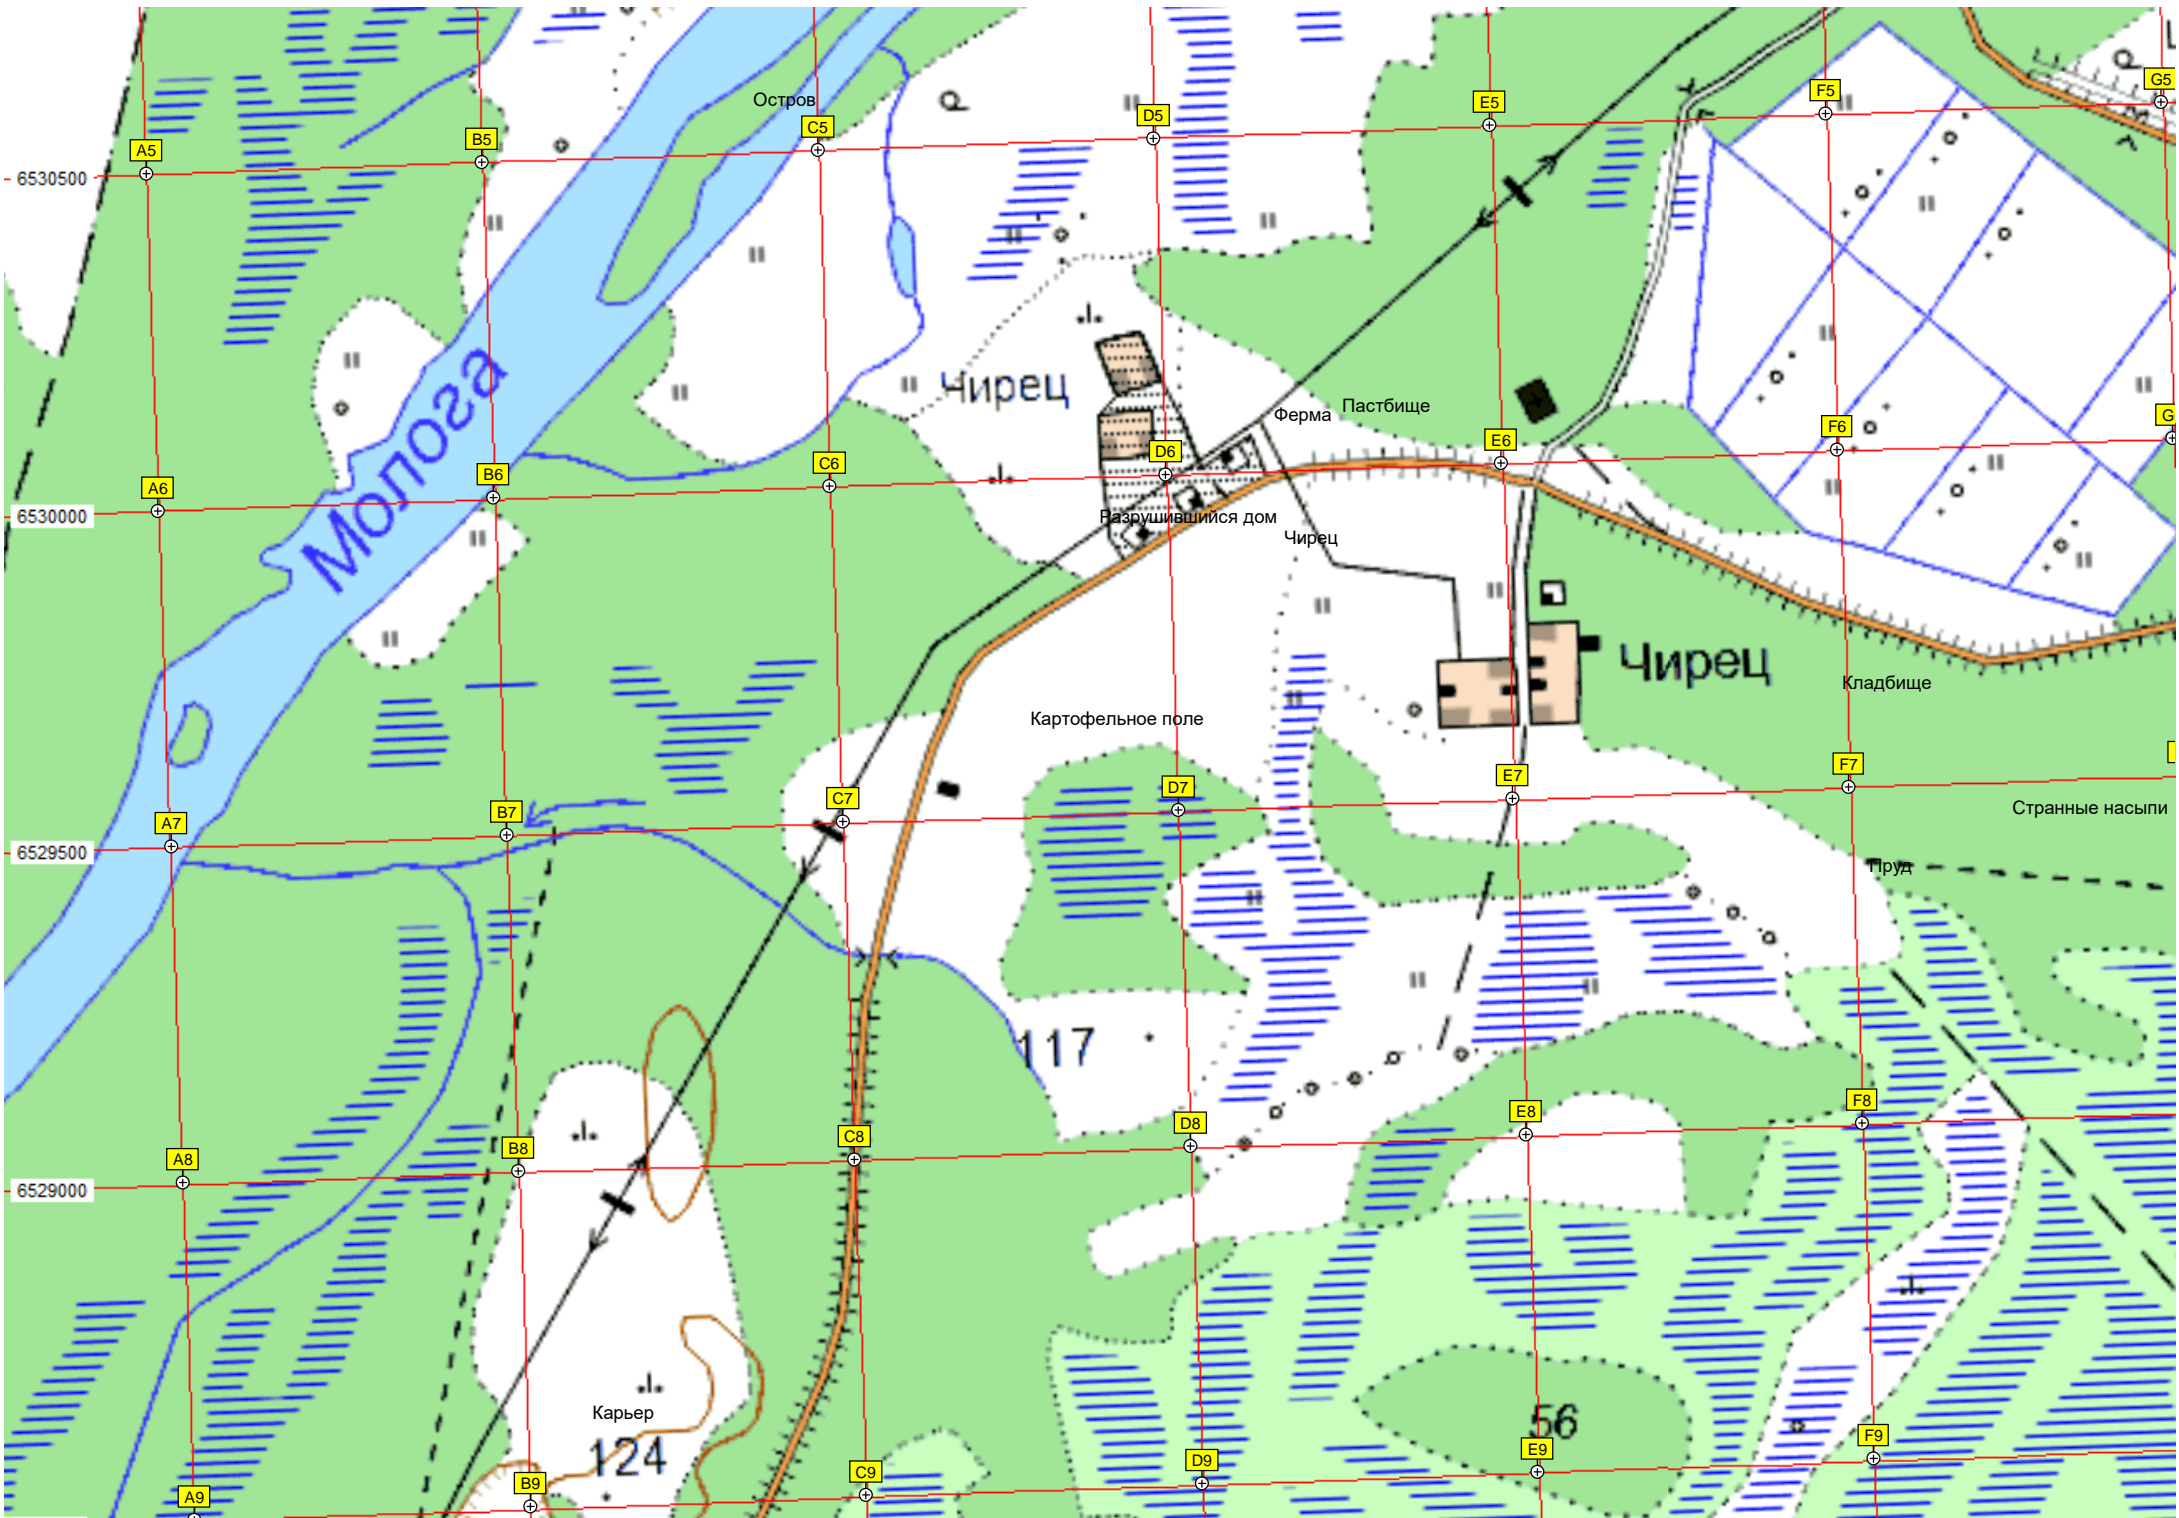 Остров
A5
B5
C5
D5
E5
F5
G5
6530500
Молога
Чирец
Ферма
Пастбище
A6
B6
C6
D6
E6
F6
G
6530000
Разрушившийся дом
Чирец
Чирец
Кладбище
Картофельное поле
A7
B7
C7
D7
E7
F7
Странные насыпи
6529500
Пруд
117
A8
B8
C8
D8
E8
F8
6529000
Карьер
124
56
A9
B9
C9
D9
E9
F9